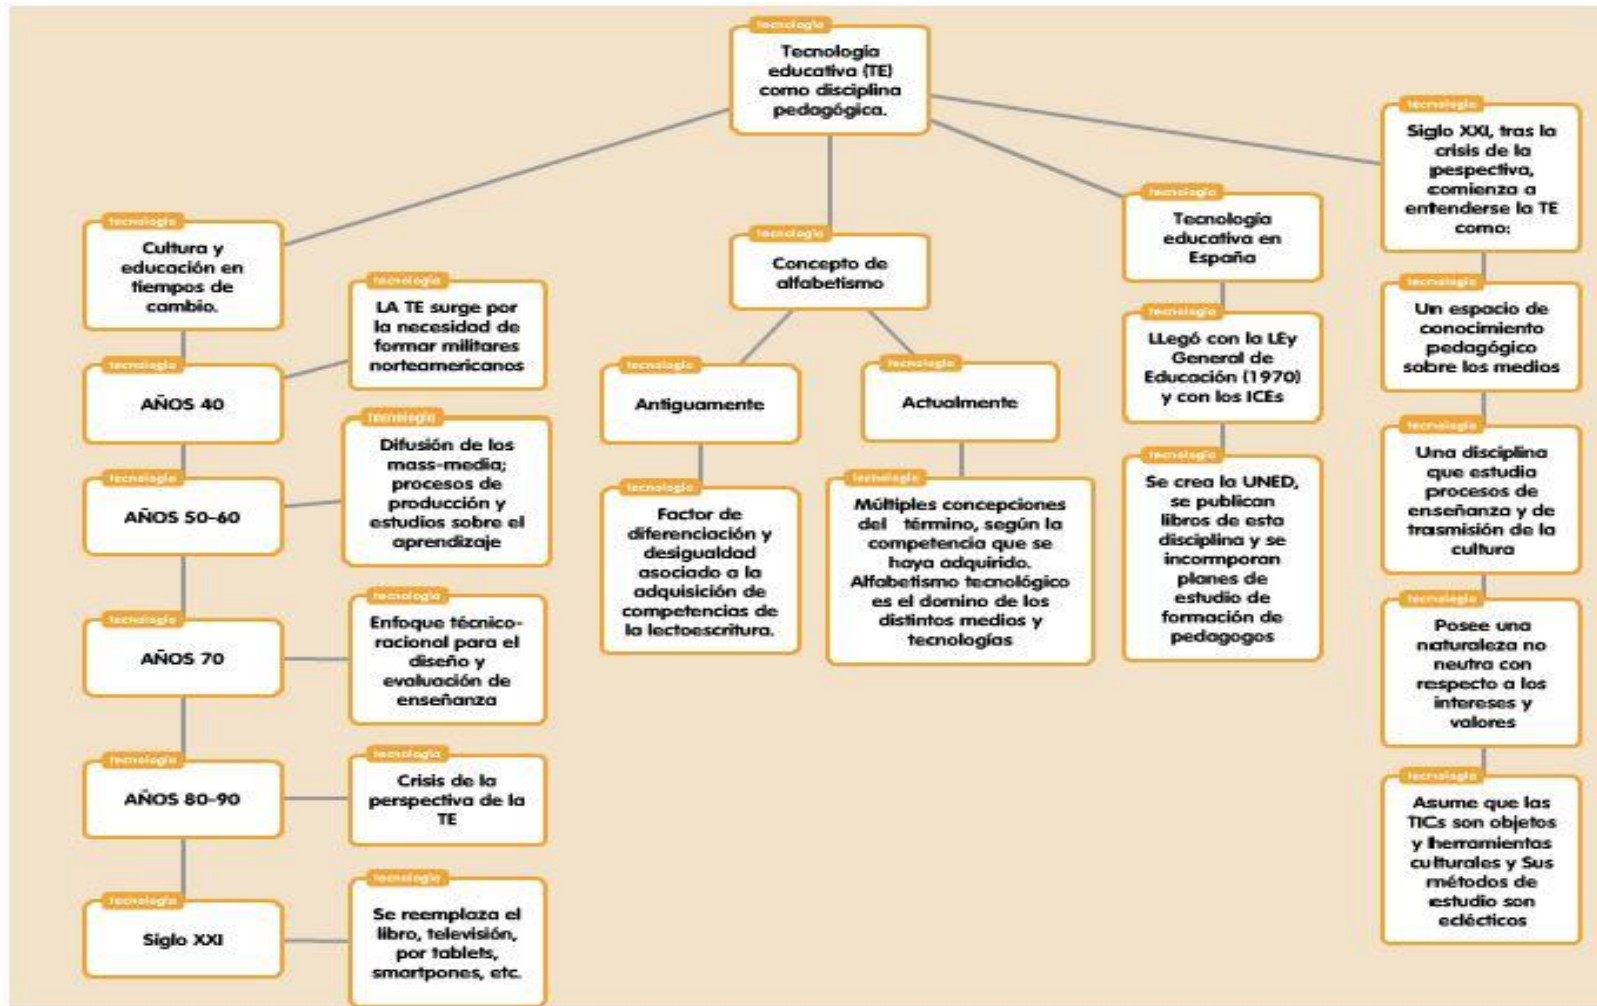 tecnología
Tecnología
educativa (TE)
como disciplina
pedagógica.
tecnología
Cultura y
educación en
tiempos de
cambio.
tecnología
AÑOS 40
tecnología
LA TE surge por
la necesidad de
formar militares
norteamericanos
tecnología
AÑOS 50-60
tecnología
Difusión de los
mass-media;
procesos de
producción y
estudios sobre el
aprendizaje
tecnología
AÑOS 70
tecnología
Enfoque técnico-
racional para el
diseño y
evaluación de
enseñanza
tecnología
AÑOS 80-90
tecnología
Crisis de la
perspectiva de la
TE
tecnología
Siglo XXI
tecnología
Se reemplaza el
libro, televisión,
por tablets,
smartpones, etc.
tecnología
Concepto de
alfabetismo
tecnología
Antiguamente
tecnología
Factor de
diferenciación y
desigualdad
asociado a la
adquisición de
competencias de
la lectoescritura.
tecnología
Actualmente
tecnología
Múltiples concepciones
del término, según la
competencia que se
haya adquirido.
Alfabetismo tecnológico
es el domino de los
distintos medios y
tecnologías
tecnología
Tecnología
educativa en
España
tecnología
LLegó con la LEy
General de
Educación (1970)
y con los ICEs
tecnología
Se crea la UNED,
se publican
libros de esta
disciplina y se
incormporan
planes de
estudio de
formación de
pedagogos
tecnología
Siglo XXI, tras la
crisis de la
pespectiva,
comienza a
entenderse la TE
como:
tecnología
Un espacio de
conocimiento
pedagógico
sobre los medios
tecnología
Una disciplina
que estudia
procesos de
enseñanza y de
trasmisión de la
cultura
tecnología
Posee una
naturaleza no
neutra con
respecto a los
intereses y
valores
tecnología
Asume que las
TICs son objetos
y herramientas
culturales y Sus
métodos de
estudio son
eclécticos